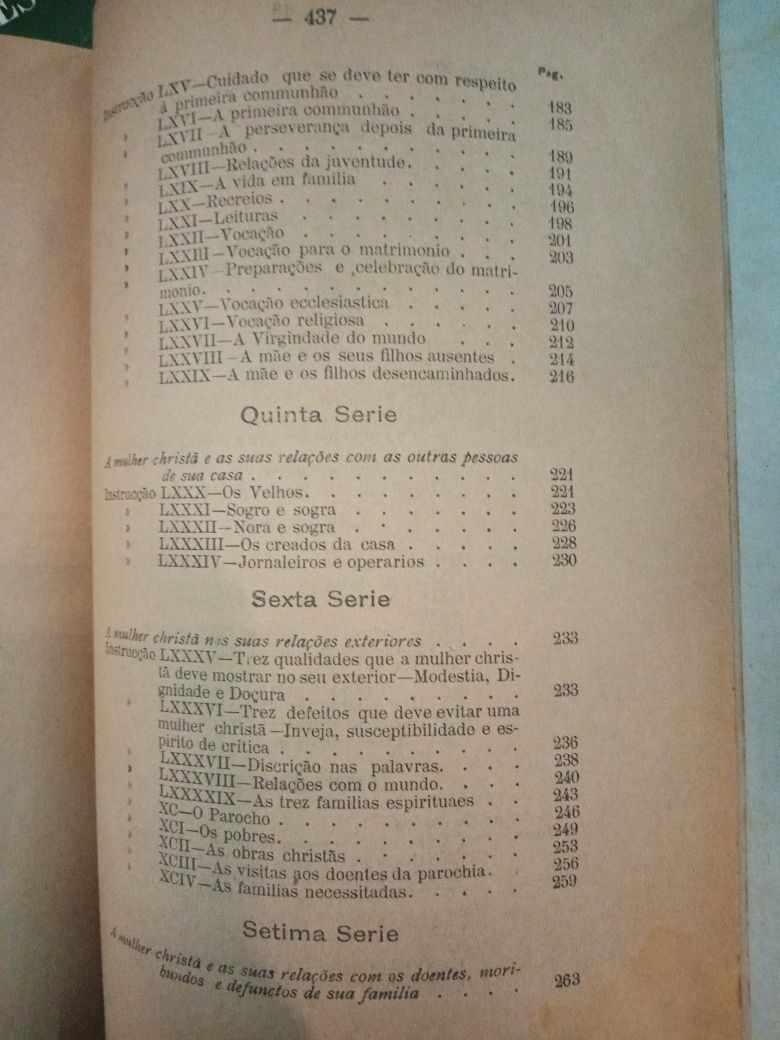 ES
— 437 —
Pag.
Instrucção LXV—Cuidado que se deve ter com respeito
á primeira communhão . . . . . . 183
» LXVI—A primeira communhão . . . . 185
» LXVII—A perseverança depois da primeira
communhão . . . . . . . . . . 189
» LXVIII—Relações da juventude. . . . . 191
» LXIX—A vida em familia . . . . . 194
» LXX—Recreios . . . . . . . . . 196
» LXXI—Leituras . . . . . . . . 198
» LXXII—Vocação . . . . . . . . 201
» LXXIII—Vocação para o matrimonio . . . 203
» LXXIV—Preparações e celebração do matri-
monio. . . . . . . . . . . . 205
» LXXV—Vocação ecclesiastica . . . . 207
» LXXVI—Vocação religiosa . . . . . 210
» LXXVII—A Virgindade do mundo . . . 212
» LXXVIII—A mãe e os seus filhos ausentes . 214
» LXXIX—A mãe e os filhos desencaminhados. 216
Quinta Serie
A mulher christã e as suas relações com as outras pessoas
de sua casa . . . . . . . . . . 221
Instrucção LXXX—Os Velhos. . . . . . . . 221
» LXXXI—Sogro e sogra . . . . . . 223
» LXXXII—Nora e sogra . . . . . . 226
» LXXXIII—Os creados da casa . . . . 228
» LXXXIV—Jornaleiros e operarios . . . . 230
Sexta Serie
A mulher christã nas suas relações exteriores . . . . 233
Instrucção LXXXV—Trez qualidades que a mulher chris-
tã deve mostrar no seu exterior—Modestia, Di-
gnidade e Doçura . . . . . . . . 233
» LXXXVI—Trez defeitos que deve evitar uma
mulher christã—Inveja, susceptibilidade e es-
pirito de critica . . . . . . . . . 236
» LXXXVII—Discrição nas palavras. . . . 238
» LXXXVIII—Relações com o mundo. . . . 240
» LXXXXIX—As trez familias espirituaes . . 243
» XC—O Parocho . . . . . . . . . 246
» XCI—Os pobres. . . . . . . . . 249
» XCII—As obras christãs . . . . . . 253
» XCIII—As visitas aos doentes da parochia. . 256
» XCIV—As familias necessitadas. . . . . 259
Setima Serie
A mulher christã e as suas relações com os doentes, mori-
bundos e defunctos de sua familia . . . . 263